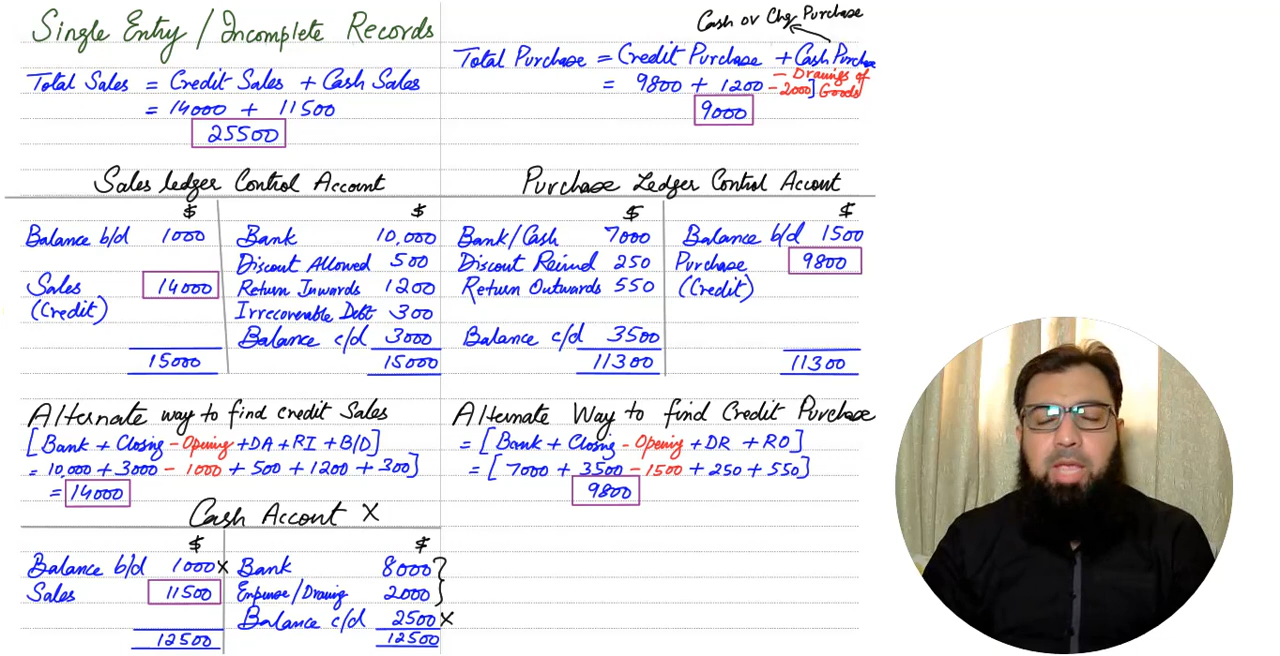 Single Entry / Incomplete Records
Total Sales = Credit Sales + Cash Sales
= 14000 + 11500
25500
Cash or Chq Purchase
Total Purchase = Credit Purchase + Cash Purchase
= 9800 + 1200 - 2000] - Drawings of Goods
9000
Sales ledger Control Account
$ $
Balance b/d 1000 Bank 10,000
Discout Allowed 500
Sales 14000 Return Inwards 1200
(Credit) Irrecoverable Debt 300
Balance c/d 3000
15000 15000
Purchase Ledger Control Accout
$ $
Bank/Cash 7000 Balance b/d 1500
Discout Reived 250 Purchase 9800
Return Outwards 550 (Credit)
Balance c/d 3500
11300 11300
Alternate way to find credit Sales
[Bank + Closing - Opening + DA + RI + B/D]
= 10,000 + 3000 - 1000 + 500 + 1200 + 300]
= 14000
Alternate Way to find Credit Purchase
= [Bank + Closing - Opening + DR + RO]
= [7000 + 3500 - 1500 + 250 + 550]
9800
Cash Account X
$ $
Balance b/d 1000 X Bank 8000 }
Sales 11500 Expense/Drawing 2000 }
Balance c/d 2500 X
12500 12500